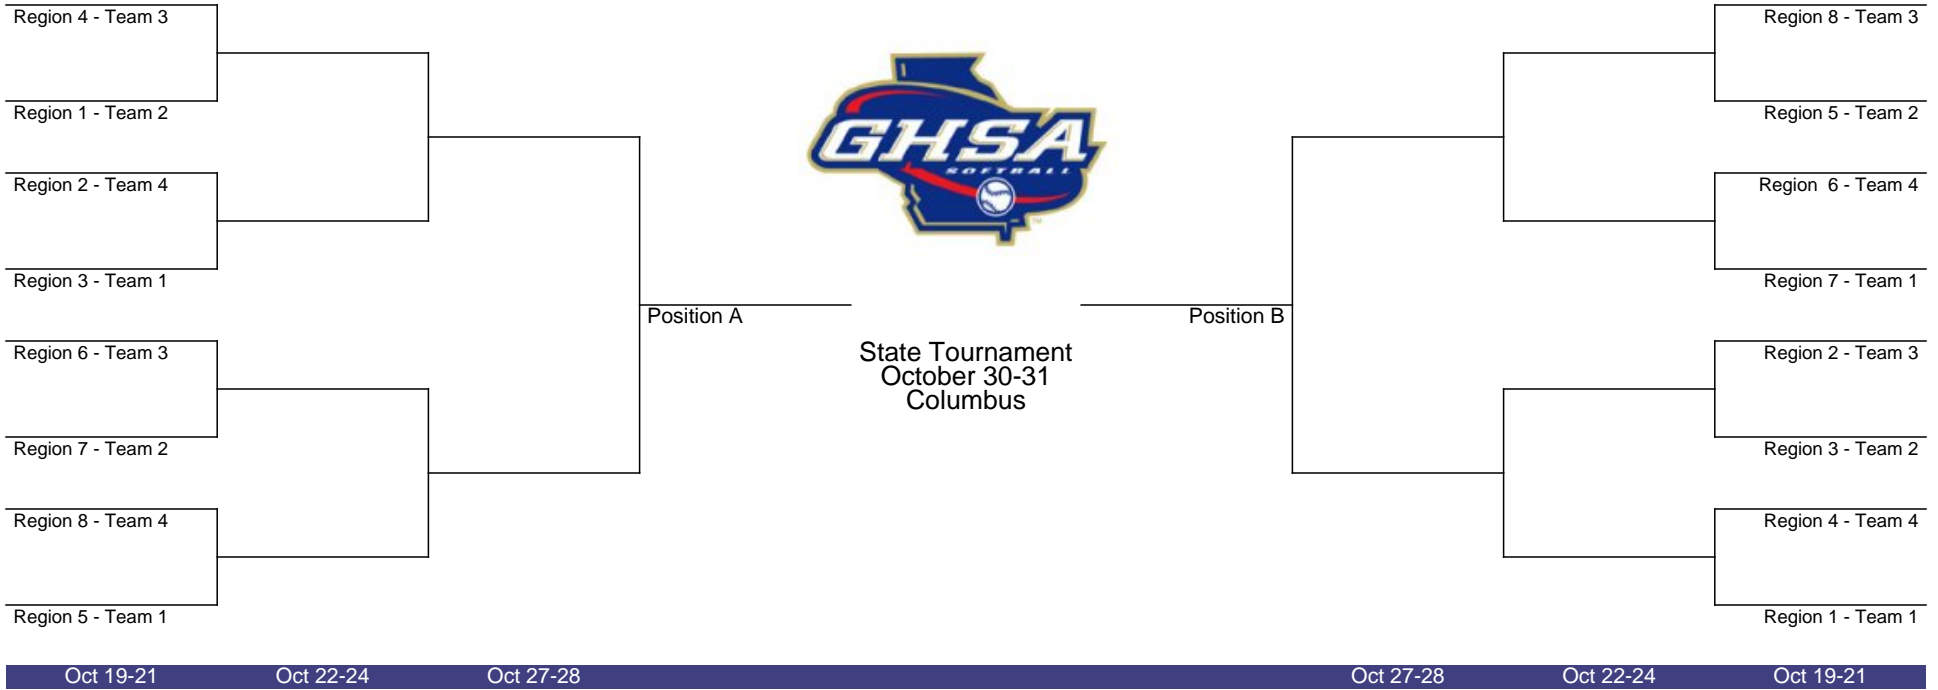 Region 4 - Team 3
Region 1 - Team 2
Region 2 - Team 4
Region 3 - Team 1
Region 6 - Team 3
Region 7 - Team 2
Region 8 - Team 4
Region 5 - Team 1
Position A
GHSA
SOFTBALL
TM
State Tournament
October 30-31
Columbus
Position B
Region 8 - Team 3
Region 5 - Team 2
Region  6 - Team 4
Region 7 - Team 1
Region 2 - Team 3
Region 3 - Team 2
Region 4 - Team 4
Region 1 - Team 1
Oct 19-21 Oct 22-24 Oct 27-28 Oct 27-28 Oct 22-24 Oct 19-21